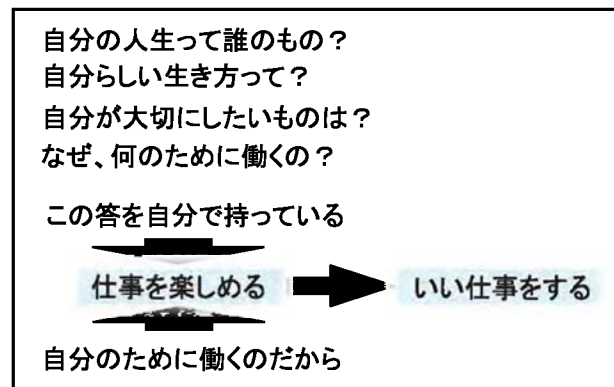 自分の人生って誰のもの？
自分らしい生き方って？
自分が大切にしたいものは？
なぜ、何のために働くの？
この答を自分で持っている
仕事を楽しめる
いい仕事をする
自分のために働くのだから